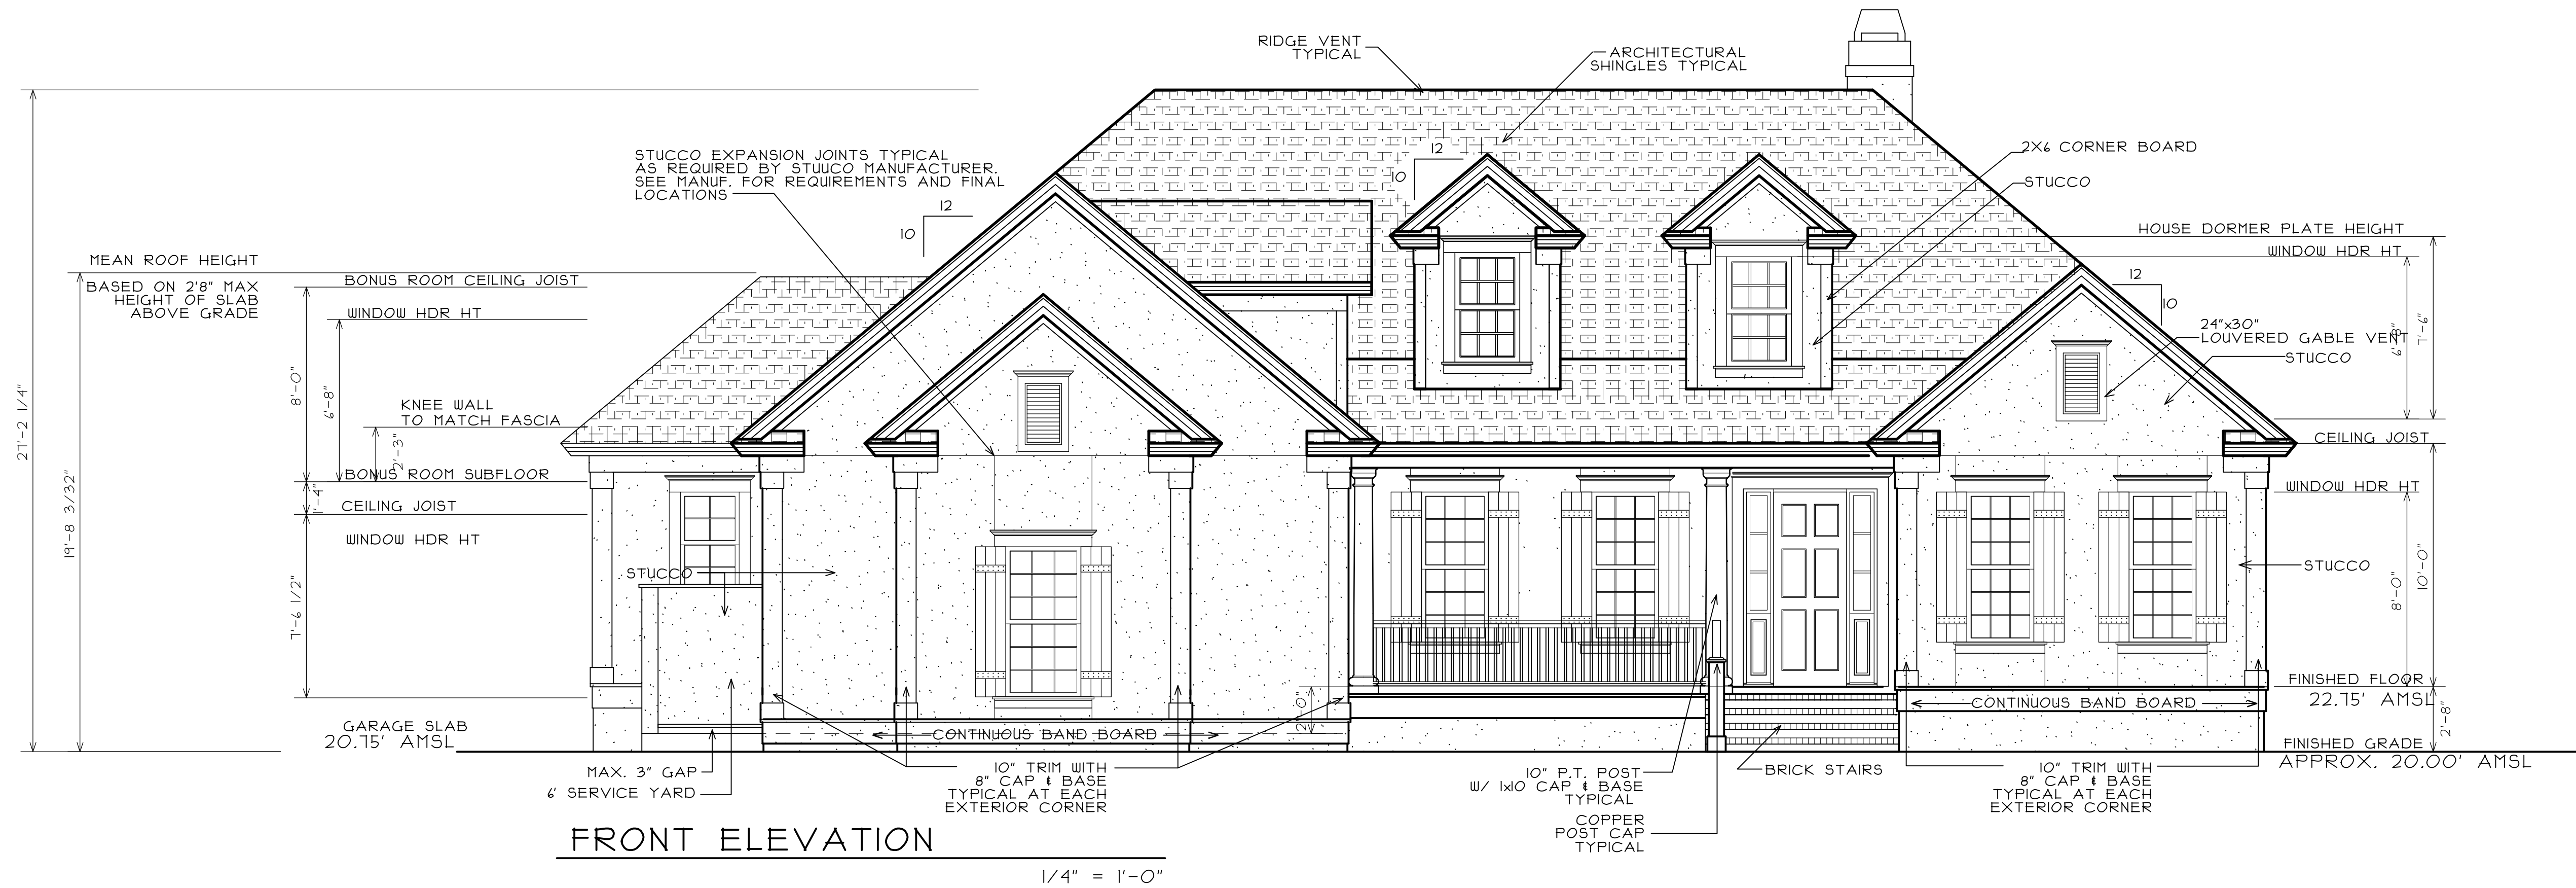 RIDGE VENT
TYPICAL
ARCHITECTURAL
SHINGLES TYPICAL
STUCCO EXPANSION JOINTS TYPICAL
AS REQUIRED BY STUUCO MANUFACTURER.
SEE MANUF. FOR REQUIREMENTS AND FINAL
LOCATIONS
12
10
12
10
2X6 CORNER BOARD
STUCCO
HOUSE DORMER PLATE HEIGHT
WINDOW HDR HT
12
10
24"x30"
LOUVERED GABLE VENT
STUCCO
6'-8"
7'-6"
27'-2 1/4"
MEAN ROOF HEIGHT
BASED ON 2'8" MAX
HEIGHT OF SLAB
ABOVE GRADE
19'-8 3/32"
BONUS ROOM CEILING JOIST
WINDOW HDR HT
8'-0"
6'-8"
KNEE WALL
TO MATCH FASCIA
2'-3"
BONUS ROOM SUBFLOOR
1'-4"
CEILING JOIST
WINDOW HDR HT
7'-6 1/2"
STUCCO
GARAGE SLAB
20.75' AMSL
CEILING JOIST
WINDOW HDR HT
STUCCO
8'-0"
10'-0"
FINISHED FLOOR
22.75' AMSL
2'-8"
FINISHED GRADE
APPROX. 20.00' AMSL
2'-0"
CONTINUOUS BAND BOARD
CONTINUOUS BAND BOARD
MAX. 3" GAP
6' SERVICE YARD
10" TRIM WITH
8" CAP & BASE
TYPICAL AT EACH
EXTERIOR CORNER
10" P.T. POST
W/ 1x10 CAP & BASE
TYPICAL
COPPER
POST CAP
TYPICAL
BRICK STAIRS
10" TRIM WITH
8" CAP & BASE
TYPICAL AT EACH
EXTERIOR CORNER
FRONT ELEVATION
1/4" = 1'-0"